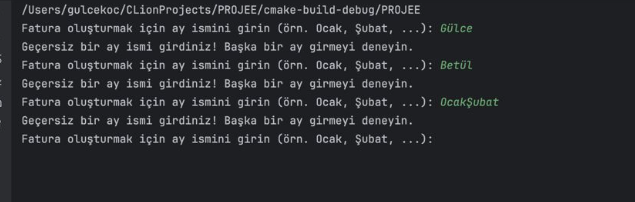 /Users/gulcekoc/CLionProjects/PROJEE/cmake-build-debug/PROJEE
Fatura oluşturmak için ay ismini girin (örn. Ocak, Şubat, ...): Gülce
Geçersiz bir ay ismi girdiniz! Başka bir ay girmeyi deneyin.
Fatura oluşturmak için ay ismini girin (örn. Ocak, Şubat, ...): Betül
Geçersiz bir ay ismi girdiniz! Başka bir ay girmeyi deneyin.
Fatura oluşturmak için ay ismini girin (örn. Ocak, Şubat, ...): OcakŞubat
Geçersiz bir ay ismi girdiniz! Başka bir ay girmeyi deneyin.
Fatura oluşturmak için ay ismini girin (örn. Ocak, Şubat, ...):